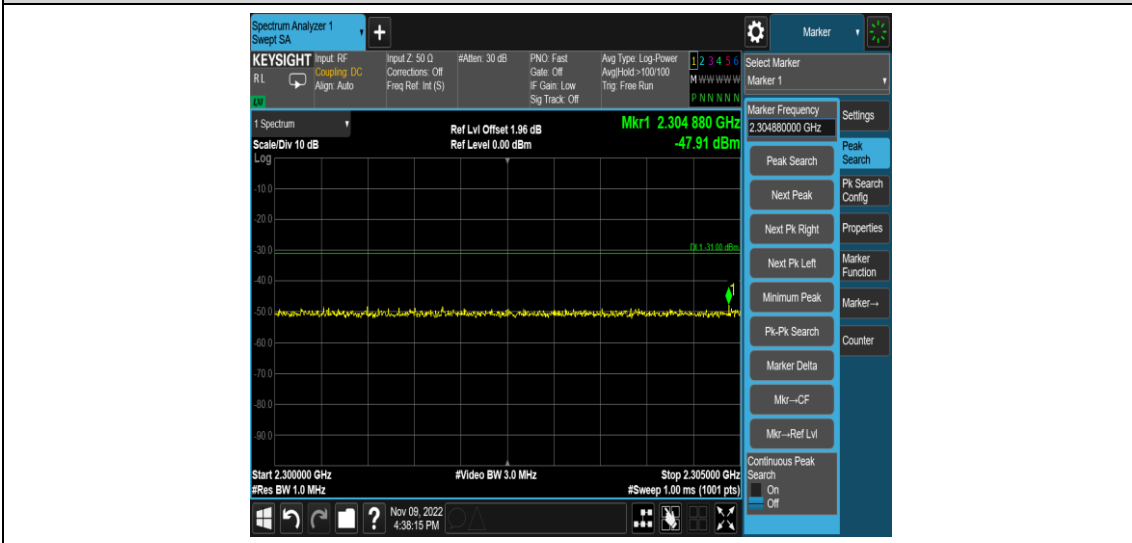 Spectrum Analyzer 1
Swept SA
+
Marker
KEYSIGHT
RL
LXI
Input: RF
Coupling: DC
Align: Auto
Input Z: 50 Ω
Corrections: Off
Freq Ref: Int (S)
#Atten: 30 dB
PNO: Fast
Gate: Off
IF Gain: Low
Sig Track: Off
Avg Type: Log-Power
Avg|Hold:>100/100
Trig: Free Run
1 2 3 4 5 6
M W W W W W
P N N N N N
Select Marker
Marker 1
1 Spectrum
Scale/Div 10 dB
Log
Ref Lvl Offset 1.96 dB
Ref Level 0.00 dBm
Mkr1 2.304 880 GHz
-47.91 dBm
-10.0
-20.0
-30.0
DL1 -31.00 dBm
-40.0
1
-50.0
-60.0
-70.0
-80.0
-90.0
Start 2.300000 GHz
#Res BW 1.0 MHz
#Video BW 3.0 MHz
Stop 2.305000 GHz
#Sweep 1.00 ms (1001 pts)
Marker Frequency
2.304880000 GHz
Peak Search
Next Peak
Next Pk Right
Next Pk Left
Minimum Peak
Pk-Pk Search
Marker Delta
Mkr→CF
Mkr→Ref Lvl
Continuous Peak
Search
On
Off
Settings
Peak
Search
Pk Search
Config
Properties
Marker
Function
Marker→
Counter
?
Nov 09, 2022
4:38:15 PM